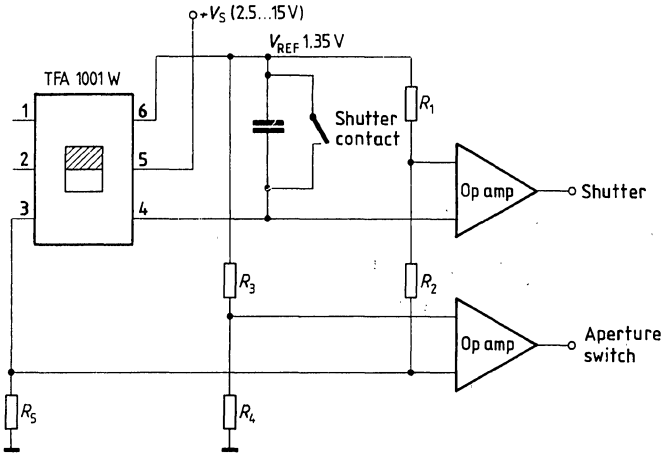 +VS (2.5...15 V)
VREF 1.35 V
TFA 1001 W
1
6
R1
Shutter
contact
2
5
Op amp
Shutter
3
4
R3
R2
Op amp
Aperture
switch
R5
R4